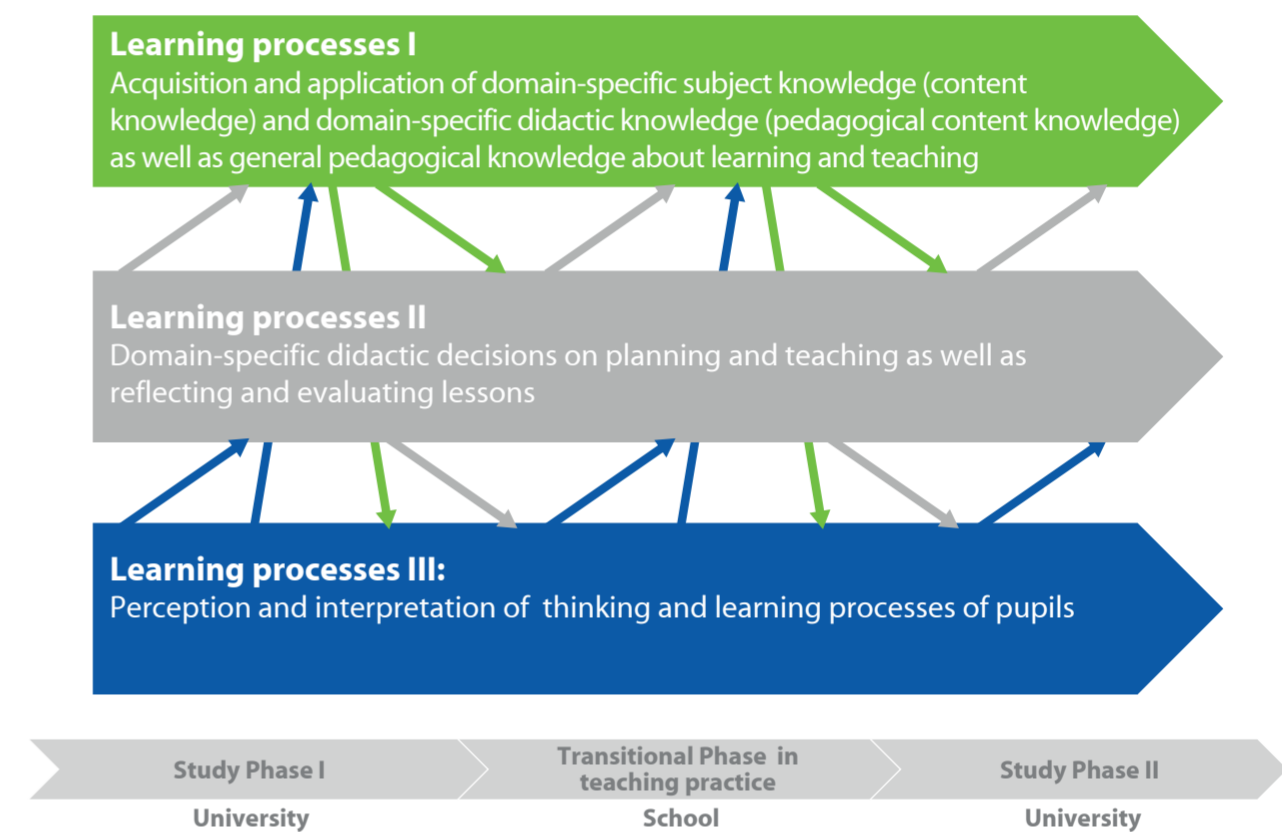 Learning processes I
Acquisition and application of domain-specific subject knowledge (content
knowledge) and domain-specific didactic knowledge (pedagogical content knowledge)
as well as general pedagogical knowledge about learning and teaching
Learning processes II
Domain-specific didactic decisions on planning and teaching as well as
reflecting and evaluating lessons
Learning processes III:
Perception and interpretation of thinking and learning processes of pupils
Study Phase I
Transitional Phase in
teaching practice
Study Phase II
University
School
University